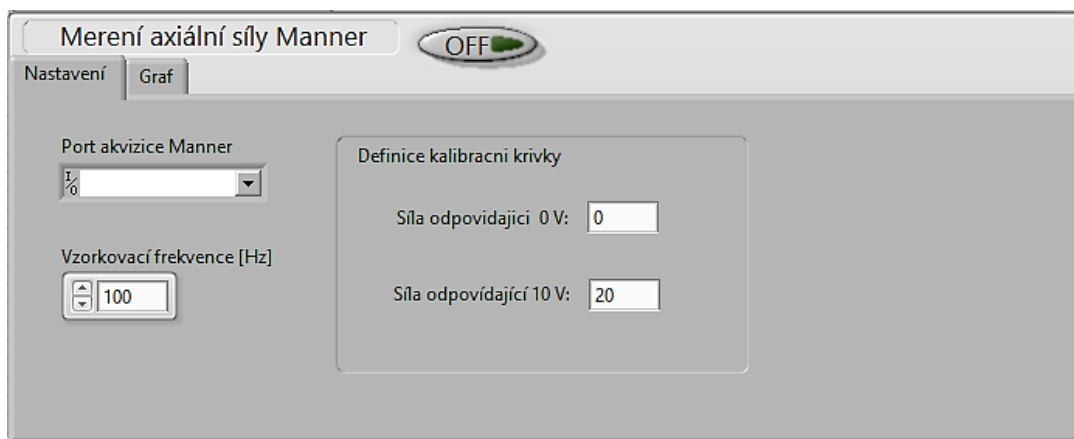 Merení axiální síly Manner
OFF
Nastavení
Graf
Port akvizice Manner
I/O
Definice kalibracni krivky
Síla odpovidajici 0 V: 0
Vzorkovací frekvence [Hz]
100
Síla odpovídající 10 V: 20